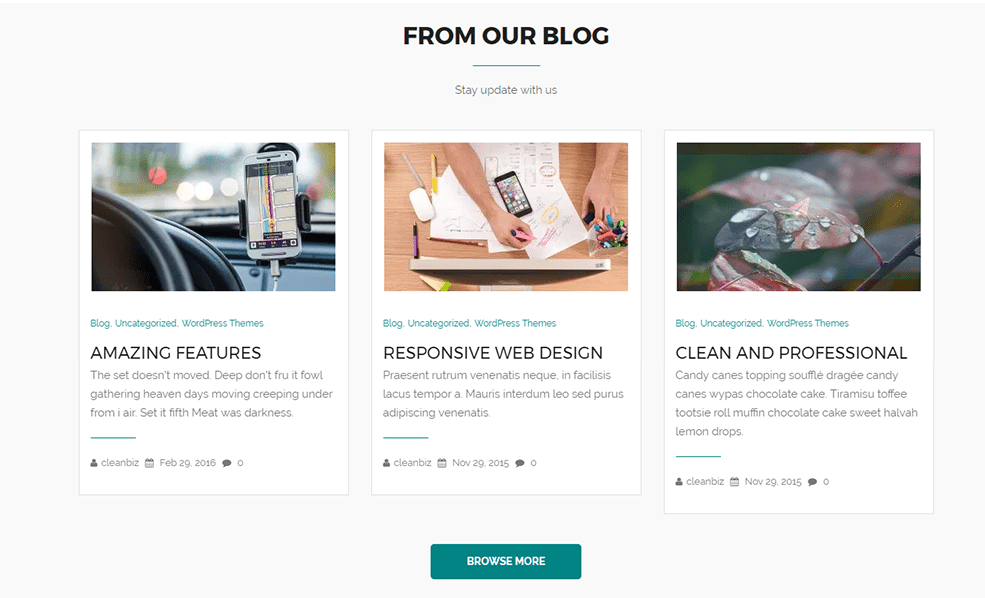 FROM OUR BLOG
Stay update with us
Blog, Uncategorized, WordPress Themes
AMAZING FEATURES
The set doesn't moved. Deep don't fru it fowl
gathering heaven days moving creeping under
from i air. Set it fifth Meat was darkness.
cleanbiz Feb 29, 2016 0
Blog, Uncategorized, WordPress Themes
RESPONSIVE WEB DESIGN
Praesent rutrum venenatis neque, in facilisis
lacus tempor a. Mauris interdum leo sed purus
adipiscing venenatis.
cleanbiz Nov 29, 2015 0
Blog, Uncategorized, WordPress Themes
CLEAN AND PROFESSIONAL
Candy canes topping soufflé dragée candy
canes wypas chocolate cake. Tiramisu toffee
tootsie roll muffin chocolate cake sweet halvah
lemon drops.
cleanbiz Nov 29, 2015 0
BROWSE MORE